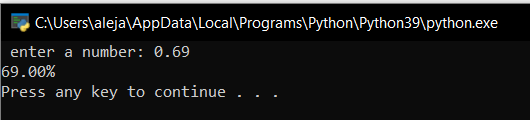 C:\Users\aleja\AppData\Local\Programs\Python\Python39\python.exe
enter a number: 0.69
69.00%
Press any key to continue . . .